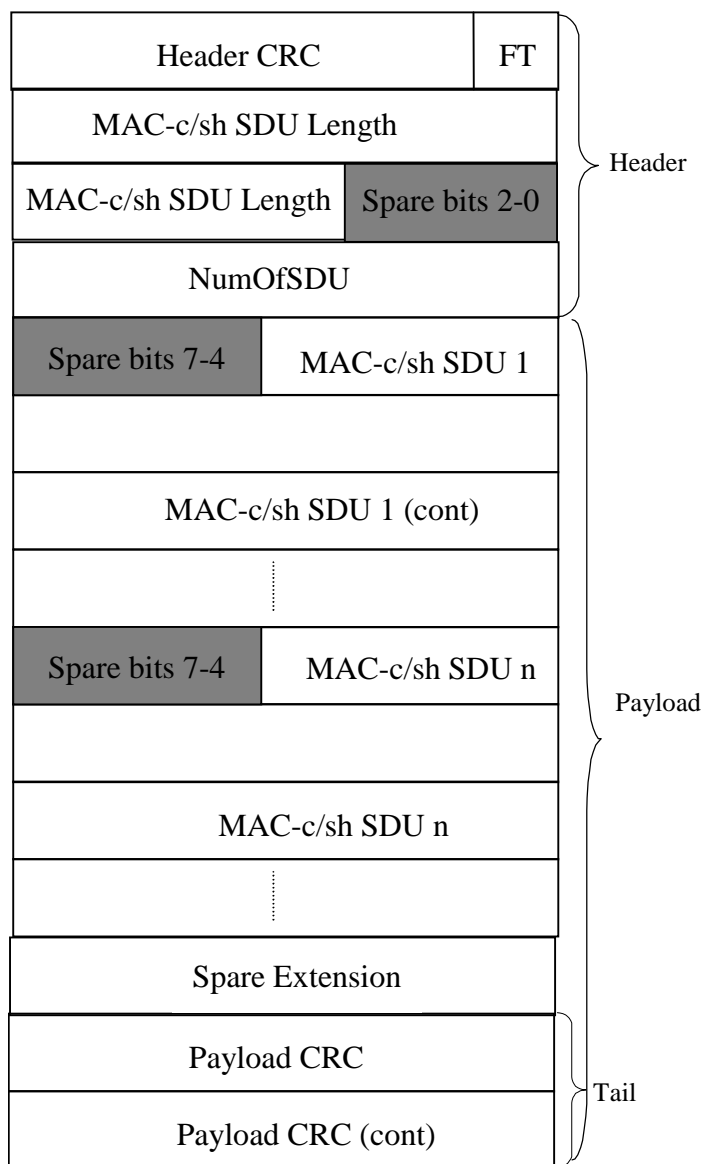 Header CRC FT
MAC-c/sh SDU Length
Header
MAC-c/sh SDU Length Spare bits 2-0
NumOfSDU
Spare bits 7-4 MAC-c/sh SDU 1
MAC-c/sh SDU 1 (cont)
Spare bits 7-4 MAC-c/sh SDU n
Payload
MAC-c/sh SDU n
Spare Extension
Payload CRC
Tail
Payload CRC (cont)